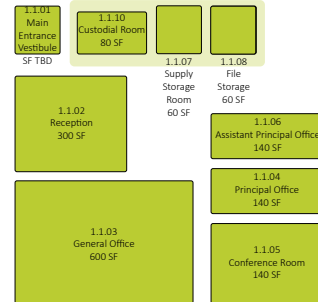 1.1.01
Main
Entrance
Vestibule
SF TBD
1.1.10
Custodial Room
80 SF
1.1.07
Supply
Storage
Room
60 SF
1.1.08
File
Storage
60 SF
1.1.02
Reception
300 SF
1.1.06
Assistant Principal Office
140 SF
1.1.04
Principal Office
140 SF
1.1.03
General Office
600 SF
1.1.05
Conference Room
140 SF